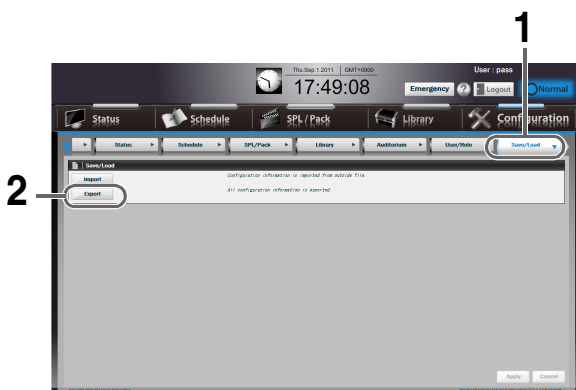 1
Thu.Sep.1 2011 GMT+0900
17:49:08
User : pass
Emergency ? Logout Normal
Status Schedule SPL / Pack Library Configuration
Status Schedule SPL/Pack Library Auditorium User/Role Save/Load
Save/Load
Import Configuration information is imported from outside file.
2
Export All configuration information is exported.
Apply Cancel